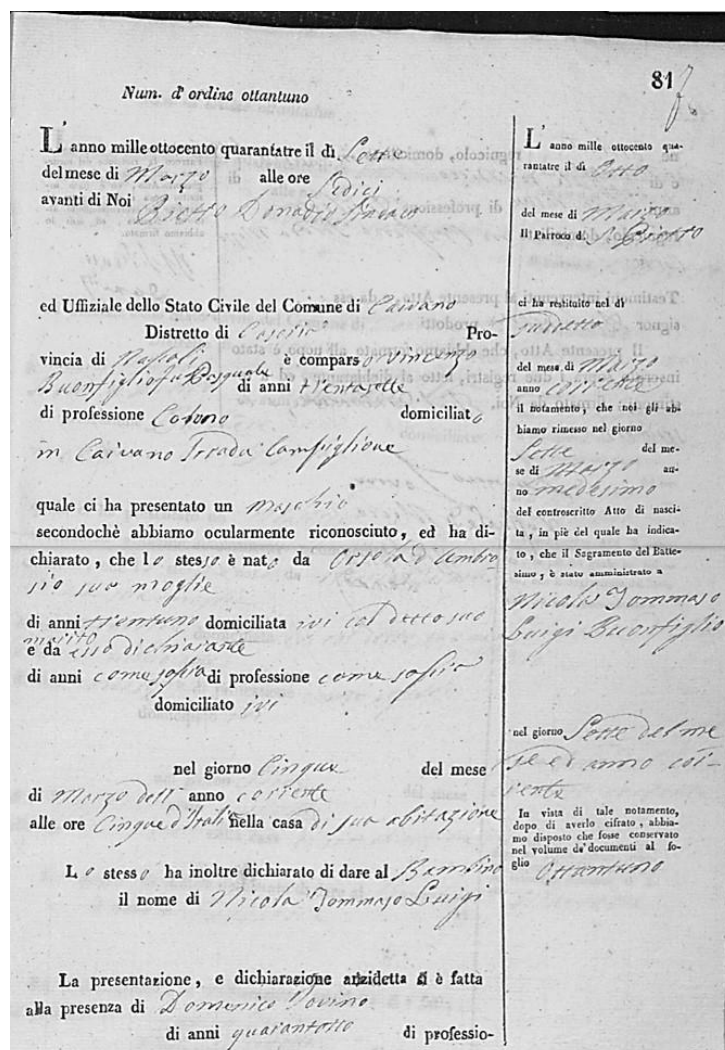 81
Num. d'ordine ottantuno
L'anno mille ottocento quarantatre il dì Sette
del mese di Marzo alle ore Sedici
avanti di Noi Donadio Sindaco
ed Uffiziale dello Stato Civile del Comune di Caivano
Distretto di Casoria Pro-
vincia di Napoli è comparso Vincenzo
Buonfiglio fu Pasquale di anni trentasette
di professione domiciliato
in Caivano Strada Campiglione
quale ci ha presentato un maschio
secondochè abbiamo ocularmente riconosciuto, ed ha di-
chiarato, che lo stesso è nato da Orsola d'Ambro
sio sua moglie
di anni trentuno domiciliata ivi col detto suo
marito
e da esso dichiarante
di anni come sopra di professione come sopra
domiciliato ivi
nel giorno Cinque del mese
di Marzo dell' anno corrente
alle ore Cinque d'Italia nella casa di sua abitazione
Lo stesso ha inoltre dichiarato di dare al Bambino
il nome di Nicola Tommaso Luigi
La presentazione, e dichiarazione anzidetta si è fatta
alla presenza di Domenico Iovino
di anni quarantotto di professio-
L'anno mille ottocento qua-
rantatre il dì Otto
del mese di Marzo
Il Parroco d. S. Pietro
ci ha restituito nel dì
del mese di Marzo
anno corrente
il notamento, che noi gli ab-
biamo rimesso nel giorno
Sette del me-
se di Marzo an-
no medesimo
del controscritto Atto di nasci-
ta, in piè del quale ha indica-
to, che il Sagramento del Batte-
simo, è stato amministrato a
Nicola Tommaso
Luigi Buonfiglio
nel giorno Sette del me
se ed anno cor-
rente
In vista di tale notamento,
dopo di averlo cifrato, abbia-
mo disposto che fosse conservato
nel volume de' documenti al fo-
glio Ottantuno